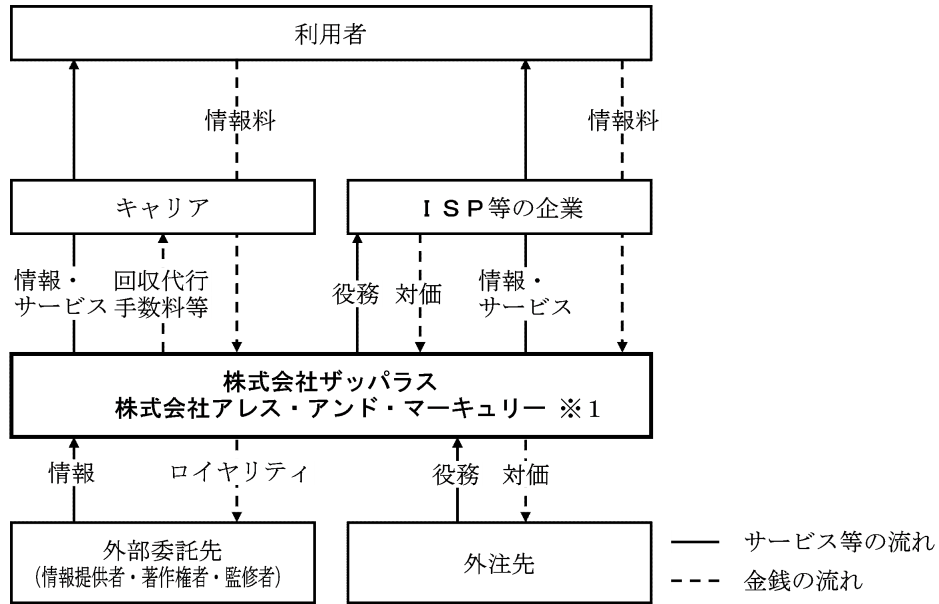 利用者
情報料
情報料
キャリア
ＩＳＰ等の企業
情報・
サービス
回収代行
手数料等
役務
対価
情報・
サービス
株式会社ザッパラス
株式会社アレス・アンド・マーキュリー ※１
情報
ロイヤリティ
役務
対価
外部委託先
(情報提供者・著作権者・監修者)
外注先
サービス等の流れ
金銭の流れ